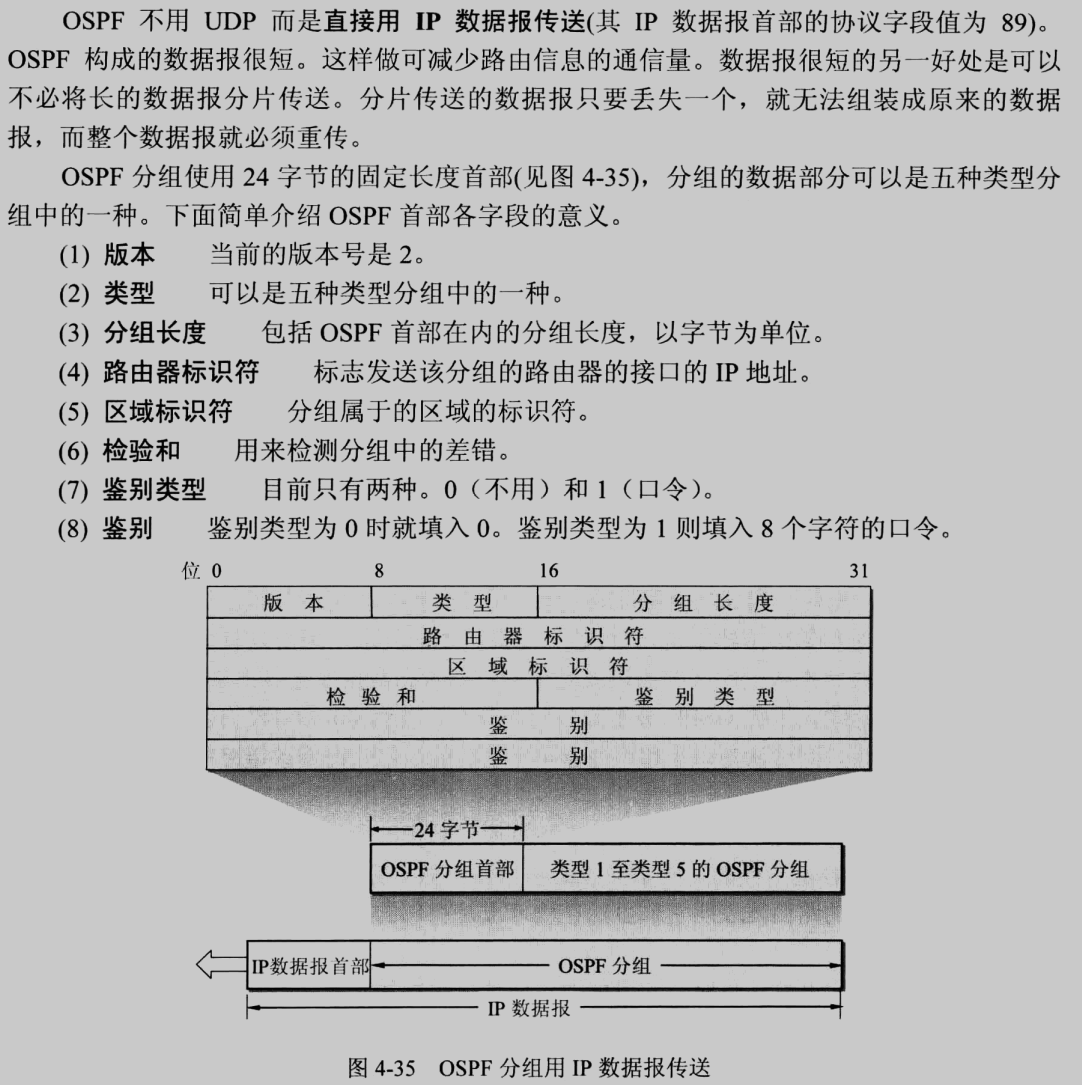 OSPF 不用 UDP 而是直接用 IP 数据报传送(其 IP 数据报首部的协议字段值为 89)。
OSPF 构成的数据报很短。这样做可减少路由信息的通信量。数据报很短的另一好处是可以
不必将长的数据报分片传送。分片传送的数据报只要丢失一个，就无法组装成原来的数据
报，而整个数据报就必须重传。
OSPF 分组使用 24 字节的固定长度首部(见图 4-35)，分组的数据部分可以是五种类型分
组中的一种。下面简单介绍 OSPF 首部各字段的意义。
(1) 版本 当前的版本号是 2。
(2) 类型 可以是五种类型分组中的一种。
(3) 分组长度 包括 OSPF 首部在内的分组长度，以字节为单位。
(4) 路由器标识符 标志发送该分组的路由器的接口的 IP 地址。
(5) 区域标识符 分组属于的区域的标识符。
(6) 检验和 用来检测分组中的差错。
(7) 鉴别类型 目前只有两种。0（不用）和 1（口令）。
(8) 鉴别 鉴别类型为 0 时就填入 0。鉴别类型为 1 则填入 8 个字符的口令。
位 0 8 16 31
版 本 类 型 分 组 长 度
路 由 器 标 识 符
区 域 标 识 符
检 验 和 鉴 别 类 型
鉴 别
鉴 别
24 字节
OSPF 分组首部 类型 1 至类型 5 的 OSPF 分组
IP数据报首部 OSPF 分组
IP 数据报
图 4-35 OSPF 分组用 IP 数据报传送